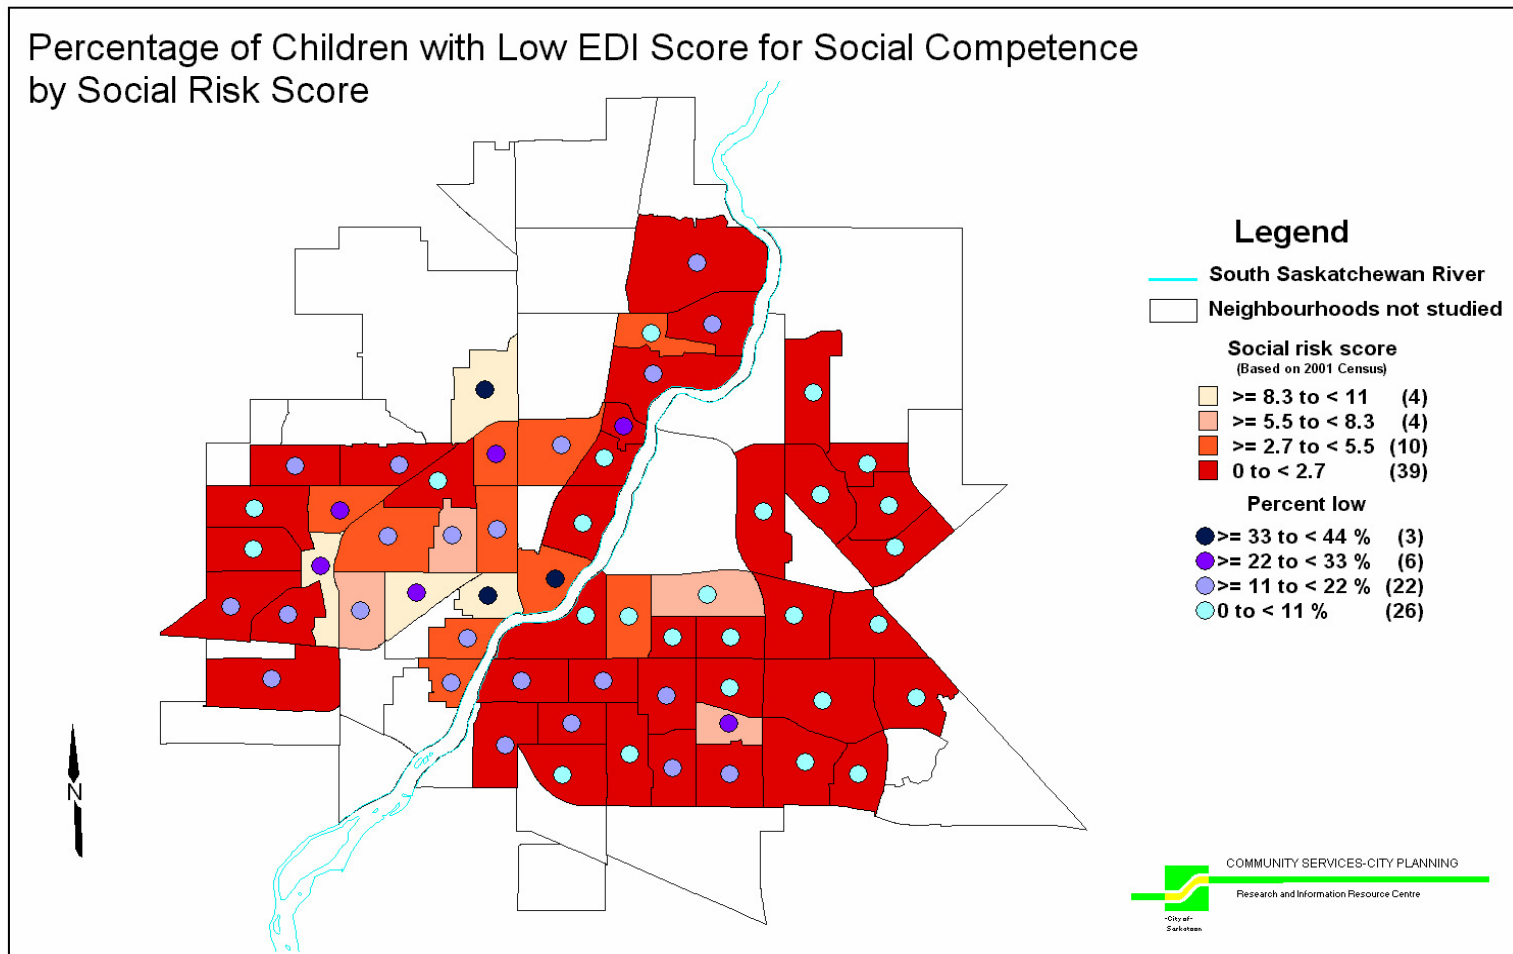 Percentage of Children with Low EDI Score for Social Competence
by Social Risk Score
Legend
South Saskatchewan River
Neighbourhoods not studied
Social risk score
(Based on 2001 Census)
>= 8.3 to < 11 (4)
>= 5.5 to < 8.3 (4)
>= 2.7 to < 5.5 (10)
0 to < 2.7 (39)
Percent low
>= 33 to < 44 % (3)
>= 22 to < 33 % (6)
>= 11 to < 22 % (22)
0 to < 11 % (26)
N
COMMUNITY SERVICES-CITY PLANNING
Research and Information Resource Centre
-City of-
Saskatoon